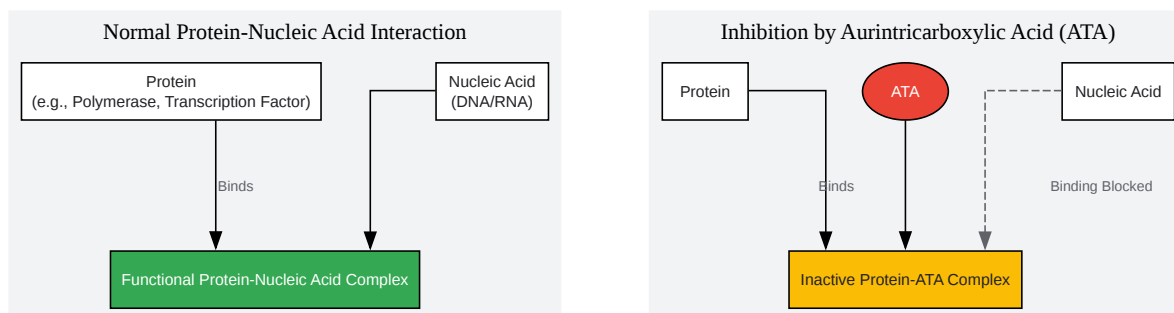 Normal Protein-Nucleic Acid Interaction
Protein
(e.g., Polymerase, Transcription Factor)
Nucleic Acid
(DNA/RNA)
Binds
Functional Protein-Nucleic Acid Complex
Inhibition by Aurintricarboxylic Acid (ATA)
Protein
ATA
Nucleic Acid
Binds
Binding Blocked
Inactive Protein-ATA Complex